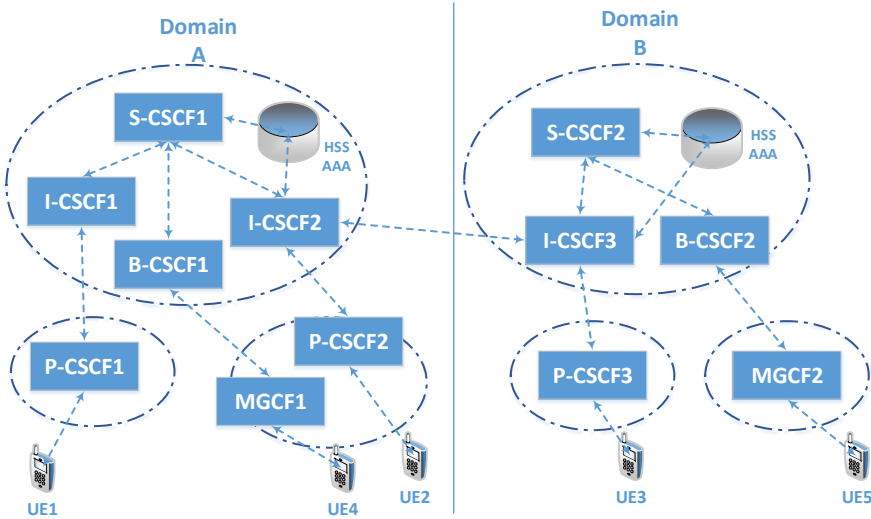 Domain
A
S-CSCF1
HSS
AAA
I-CSCF1
I-CSCF2
B-CSCF1
P-CSCF1
P-CSCF2
MGCF1
UE1
UE4
UE2
Domain
B
S-CSCF2
HSS
AAA
I-CSCF3
B-CSCF2
P-CSCF3
MGCF2
UE3
UE5